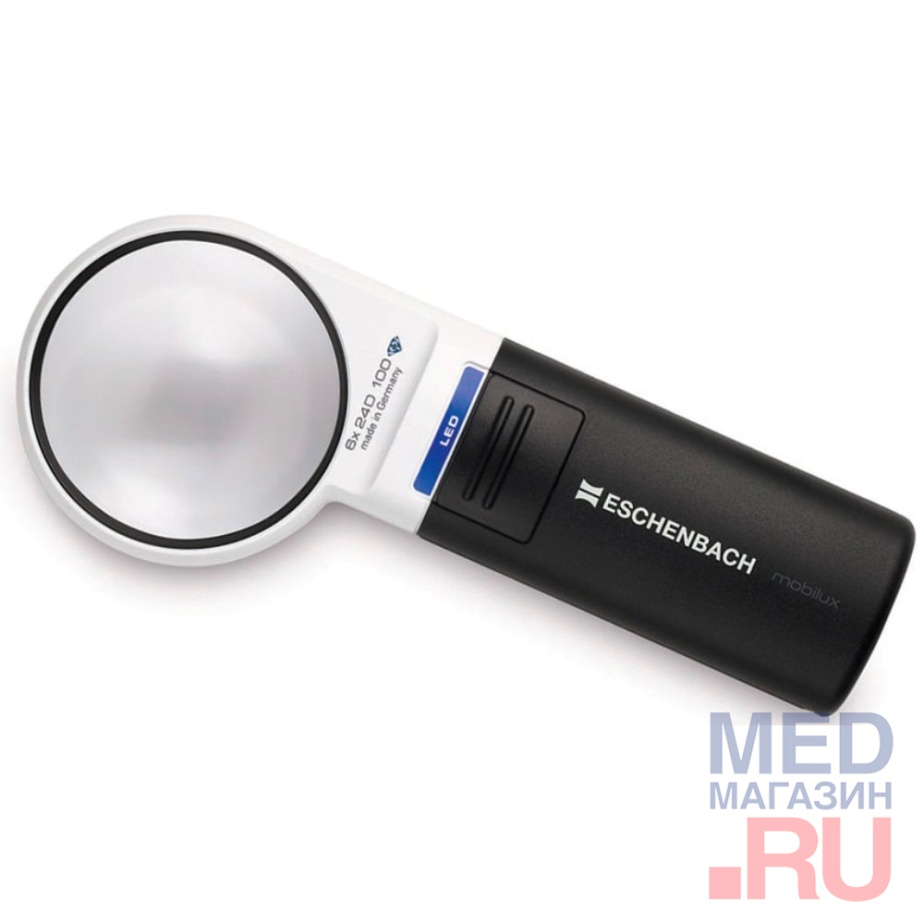 6x 24D 100
made in Germany
LED
ESCHENBACH
mobilux
MED
МАГАЗИН
.RU